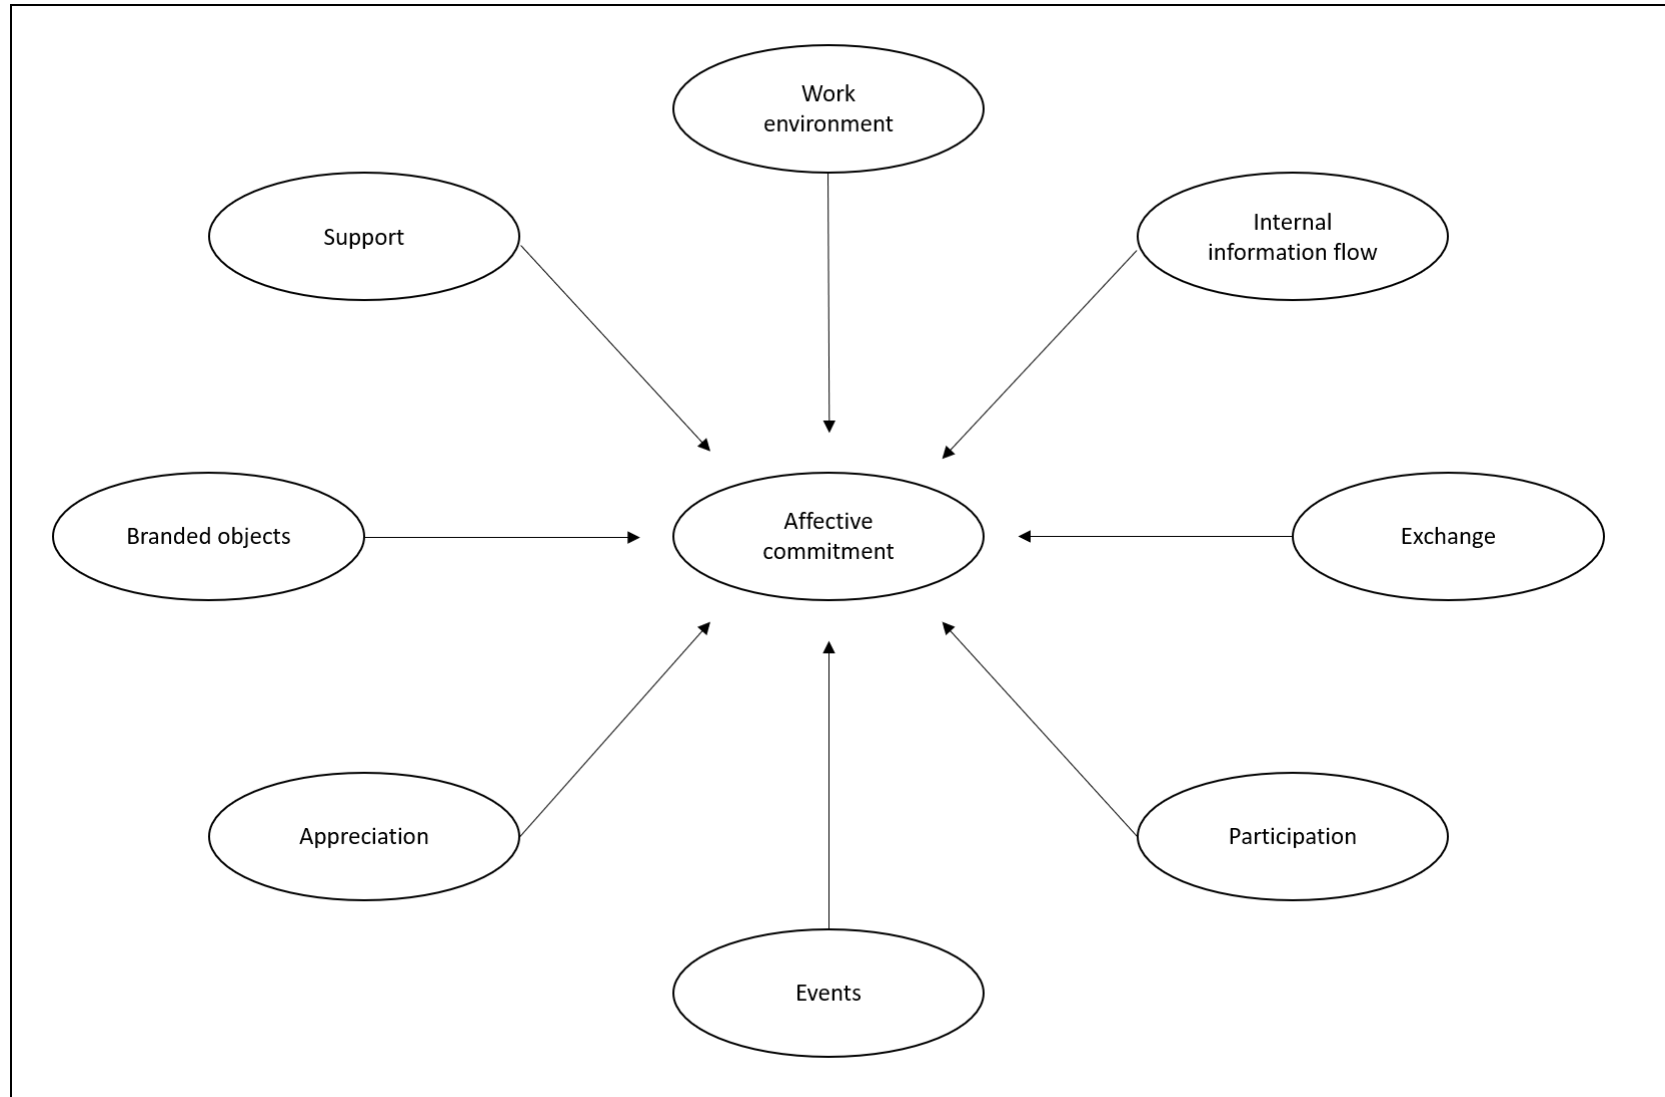 Work
environment
Support
Internal
information flow
Branded objects
Affective
commitment
Exchange
Appreciation
Participation
Events